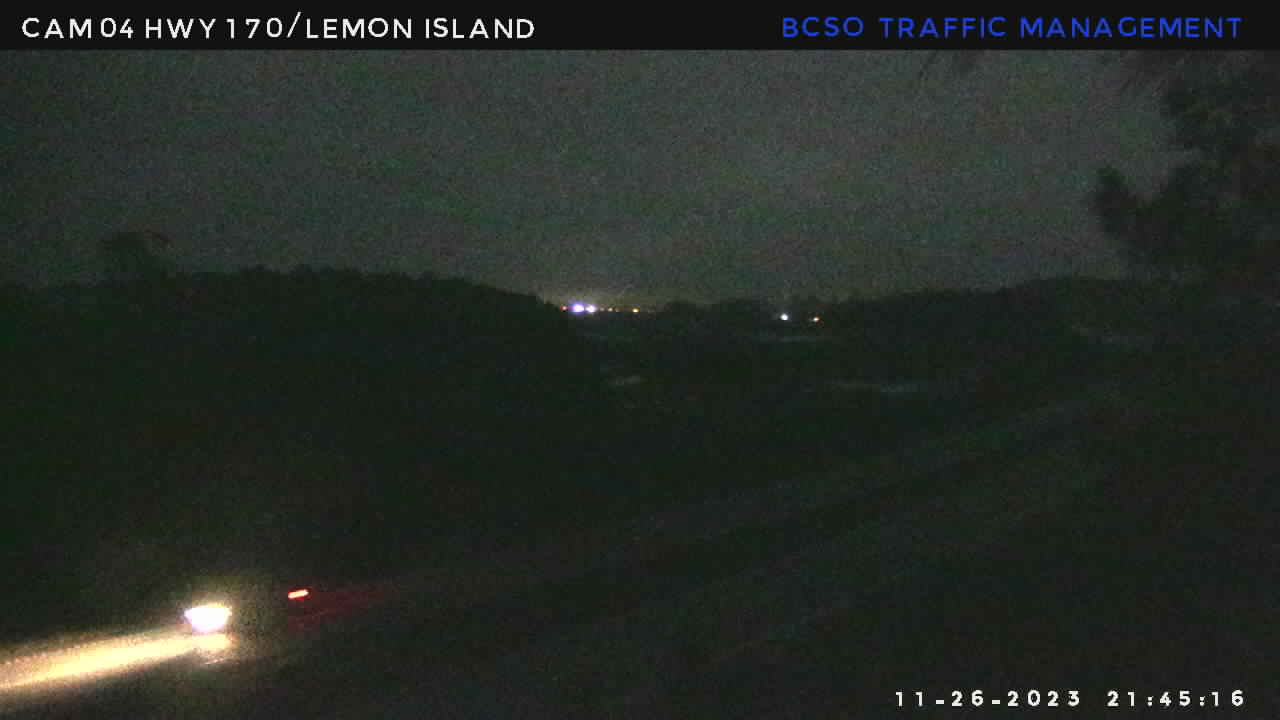 CAM04 HWY 170/LEMON ISLAND
BCSO TRAFFIC MANAGEMENT
11-26-2023 21:45:16